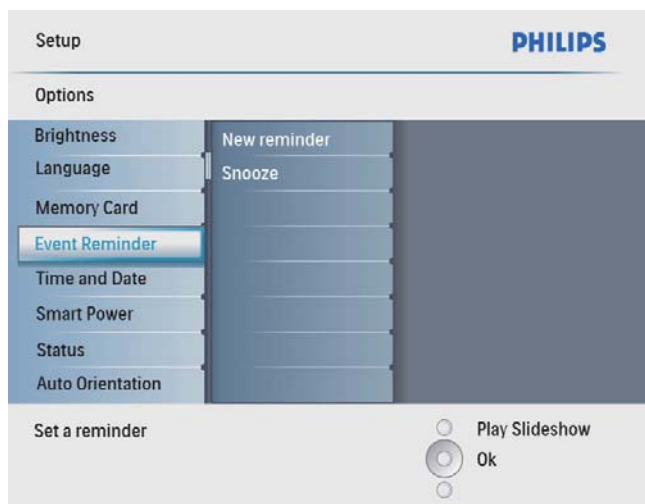 Setup
PHILIPS
Options
Brightness
Language
Memory Card
Event Reminder
Time and Date
Smart Power
Status
Auto Orientation
New reminder
Snooze
Set a reminder
Play Slideshow
Ok